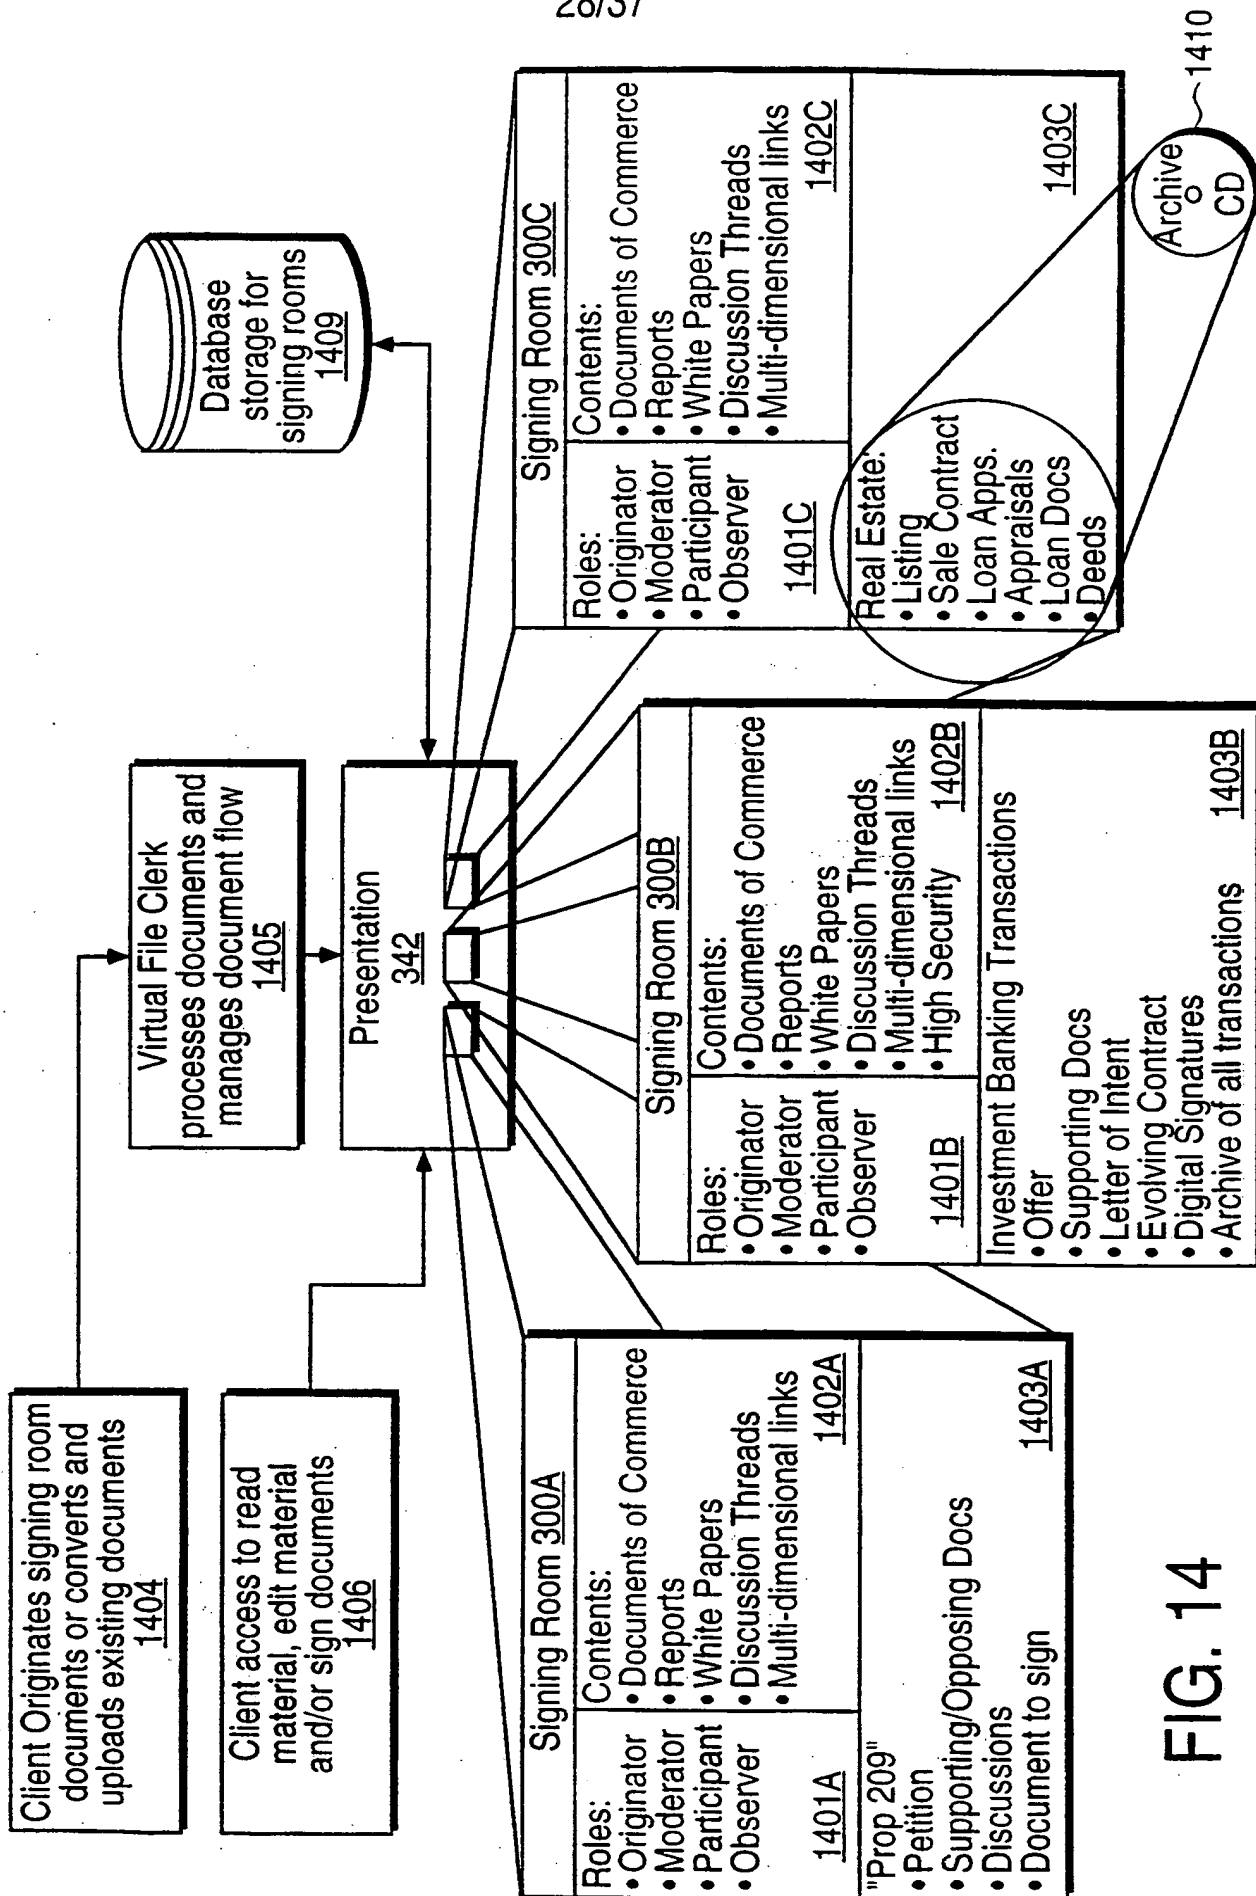 28/37
Client Originates signing room
documents or converts and
uploads existing documents
1404
Client access to read
material, edit material
and/or sign documents
1406
Virtual File Clerk
processes documents and
manages document flow
1405
Presentation
342
Database
storage for
signing rooms
1409
Signing Room 300A
Roles:
• Originator
• Moderator
• Participant
• Observer
1401A
Contents:
• Documents of Commerce
• Reports
• White Papers
• Discussion Threads
• Multi-dimensional links
1402A
"Prop 209"
• Petition
• Supporting/Opposing Docs
• Discussions
• Document to sign
1403A
Signing Room 300B
Roles:
• Originator
• Moderator
• Participant
• Observer
1401B
Contents:
• Documents of Commerce
• Reports
• White Papers
• Discussion Threads
• Multi-dimensional links
• High Security
1402B
Investment Banking Transactions
• Offer
• Supporting Docs
• Letter of Intent
• Evolving Contract
• Digital Signatures
• Archive of all transactions
1403B
Signing Room 300C
Roles:
• Originator
• Moderator
• Participant
• Observer
1401C
Contents:
• Documents of Commerce
• Reports
• White Papers
• Discussion Threads
• Multi-dimensional links
1402C
Real Estate:
• Listing
• Sale Contract
• Loan Apps.
• Appraisals
• Loan Docs
• Deeds
1403C
Archive
CD
1410
FIG. 14